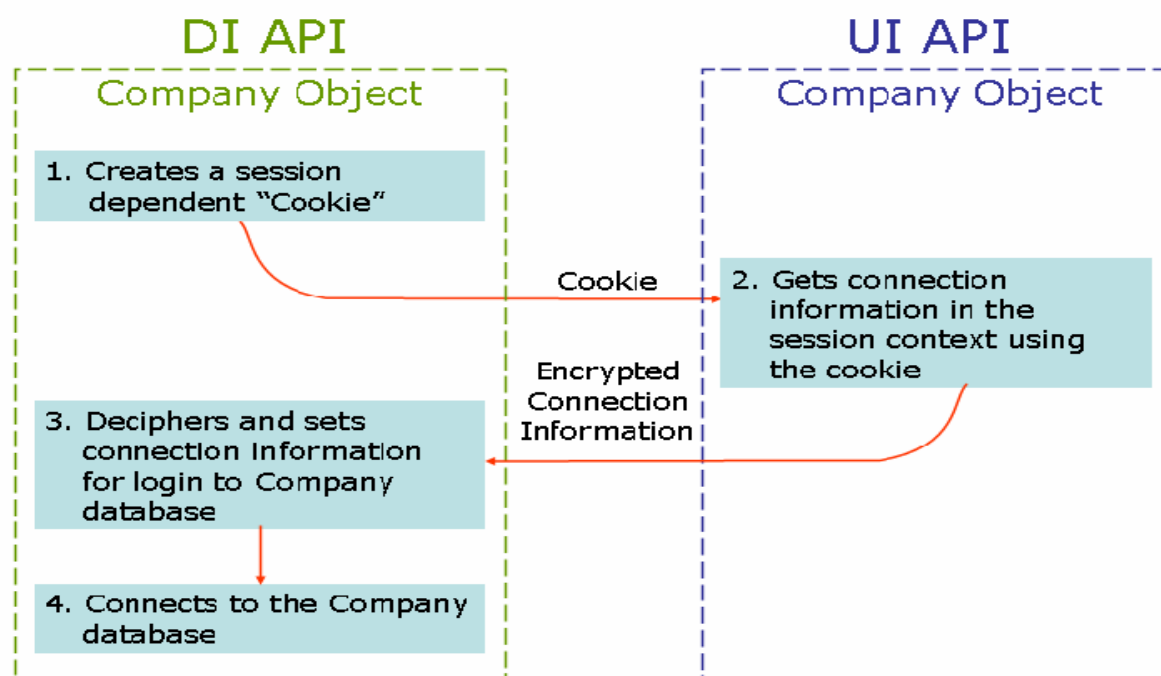 DI API
Company Object
1. Creates a session
dependent “Cookie”
Cookie
UI API
Company Object
2. Gets connection
information in the
session context using
the cookie
Encrypted
Connection
Information
3. Deciphers and sets
connection information
for login to Company
database
4. Connects to the Company
database